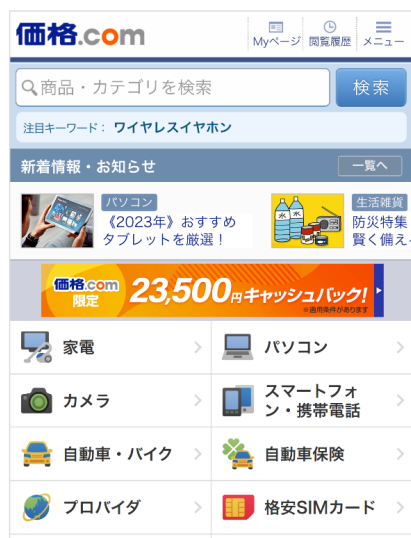 価格.com
Myページ 閲覧履歴 メニュー
商品・カテゴリを検索 検索
注目キーワード： ワイヤレスイヤホン
新着情報・お知らせ 一覧へ
パソコン
《2023年》おすすめ
タブレットを厳選！
水 水
生活雑貨
防災特集
賢く備え
価格.com
限定
23,500円キャッシュバック!
※適用条件があります
家電 パソコン
カメラ スマートフォ
ン・携帯電話
自動車・バイク 自動車保険
プロバイダ 格安SIMカード